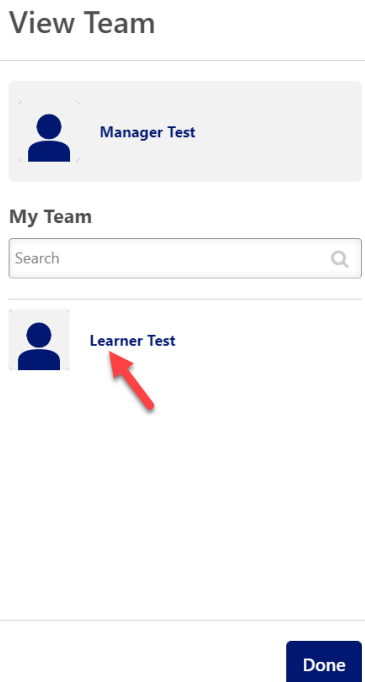 View Team
Manager Test
My Team
Search
Learner Test
Done